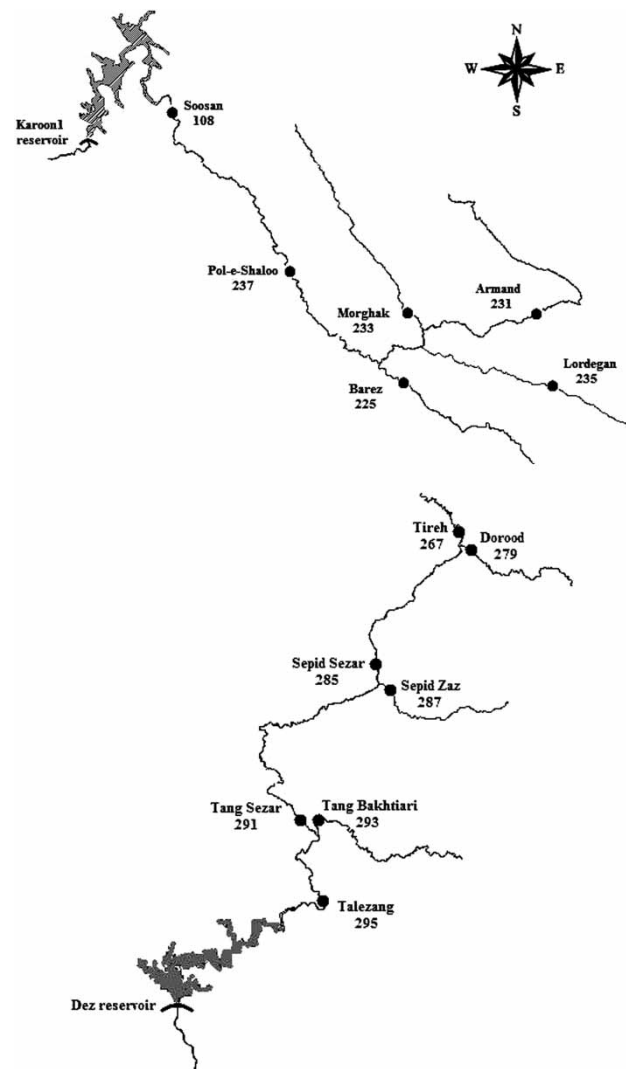 N
W E
S
Soosan
108
Karoon1
reservoir
Pol-e-Shaloo
237
Armand
231
Morghak
233
Lordegan
235
Barez
225
Tireh
267
Dorood
279
Sepid Sezar
285
Sepid Zaz
287
Tang Sezar
291
Tang Bakhtiari
293
Talezang
295
Dez reservoir